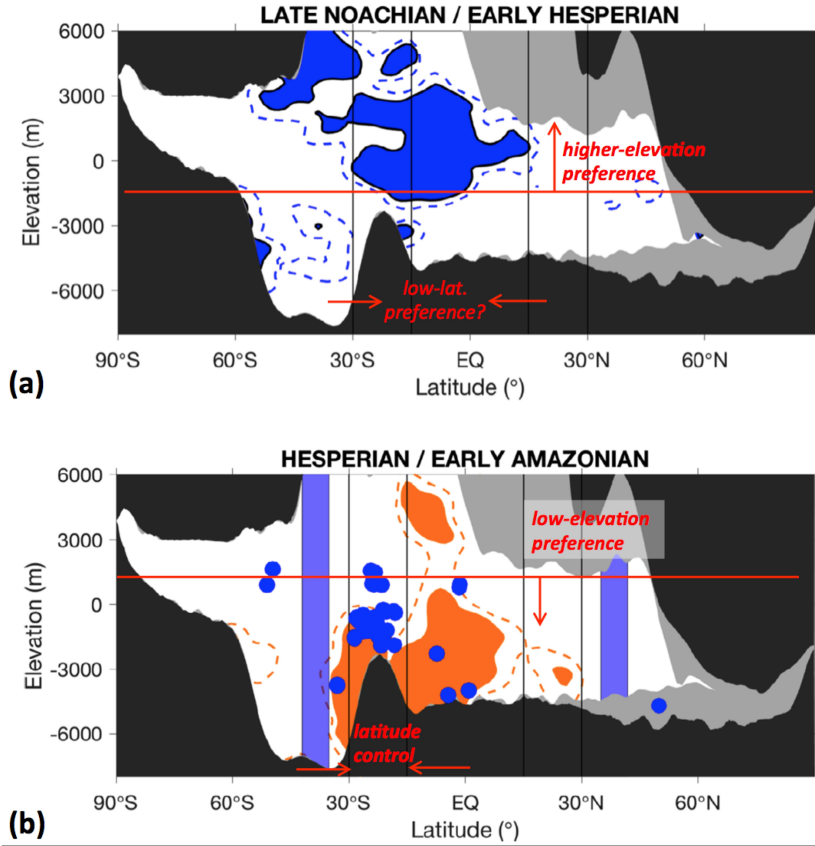 LATE NOACHIAN / EARLY HESPERIAN
6000
3000
0
-3000
-6000
Elevation (m)
higher-elevation
preference
low-lat.
preference?
90°S
60°S
30°S
EQ
30°N
60°N
Latitude (°)
(a)
HESPERIAN / EARLY AMAZONIAN
6000
3000
0
-3000
-6000
Elevation (m)
low-elevation
preference
latitude
control
90°S
60°S
30°S
EQ
30°N
60°N
Latitude (°)
(b)